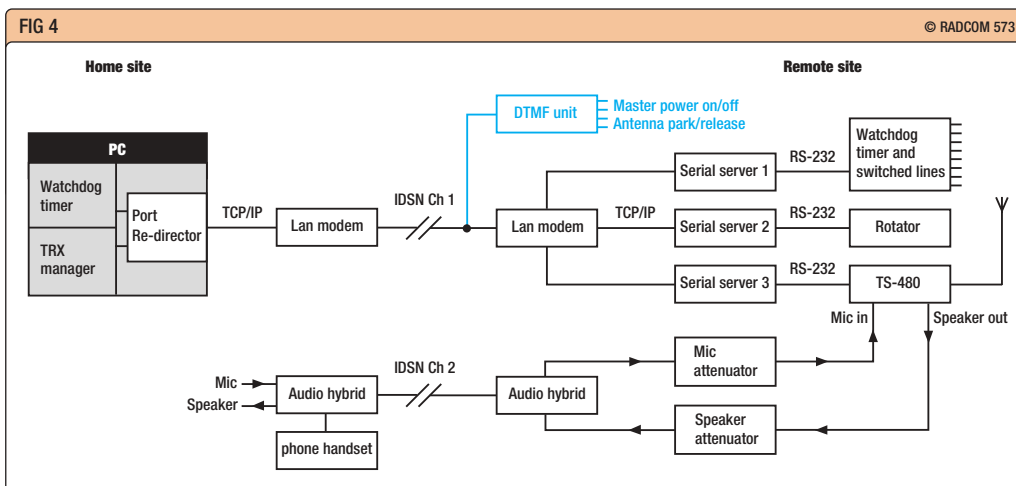 FIG 4
© RADCOM 573
Home site
Remote site
DTMF unit
Master power on/off
Antenna park/release
PC
Watchdog
timer
TRX
manager
Port
Re-director
TCP/IP
Lan modem
IDSN Ch 1
Lan modem
TCP/IP
Serial server 1
RS-232
Watchdog
timer and
switched lines
Serial server 2
RS-232
Rotator
Serial server 3
RS-232
TS-480
Mic in
Speaker out
Mic
Speaker
Audio hybrid
phone handset
IDSN Ch 2
Audio hybrid
Mic
attenuator
Speaker
attenuator